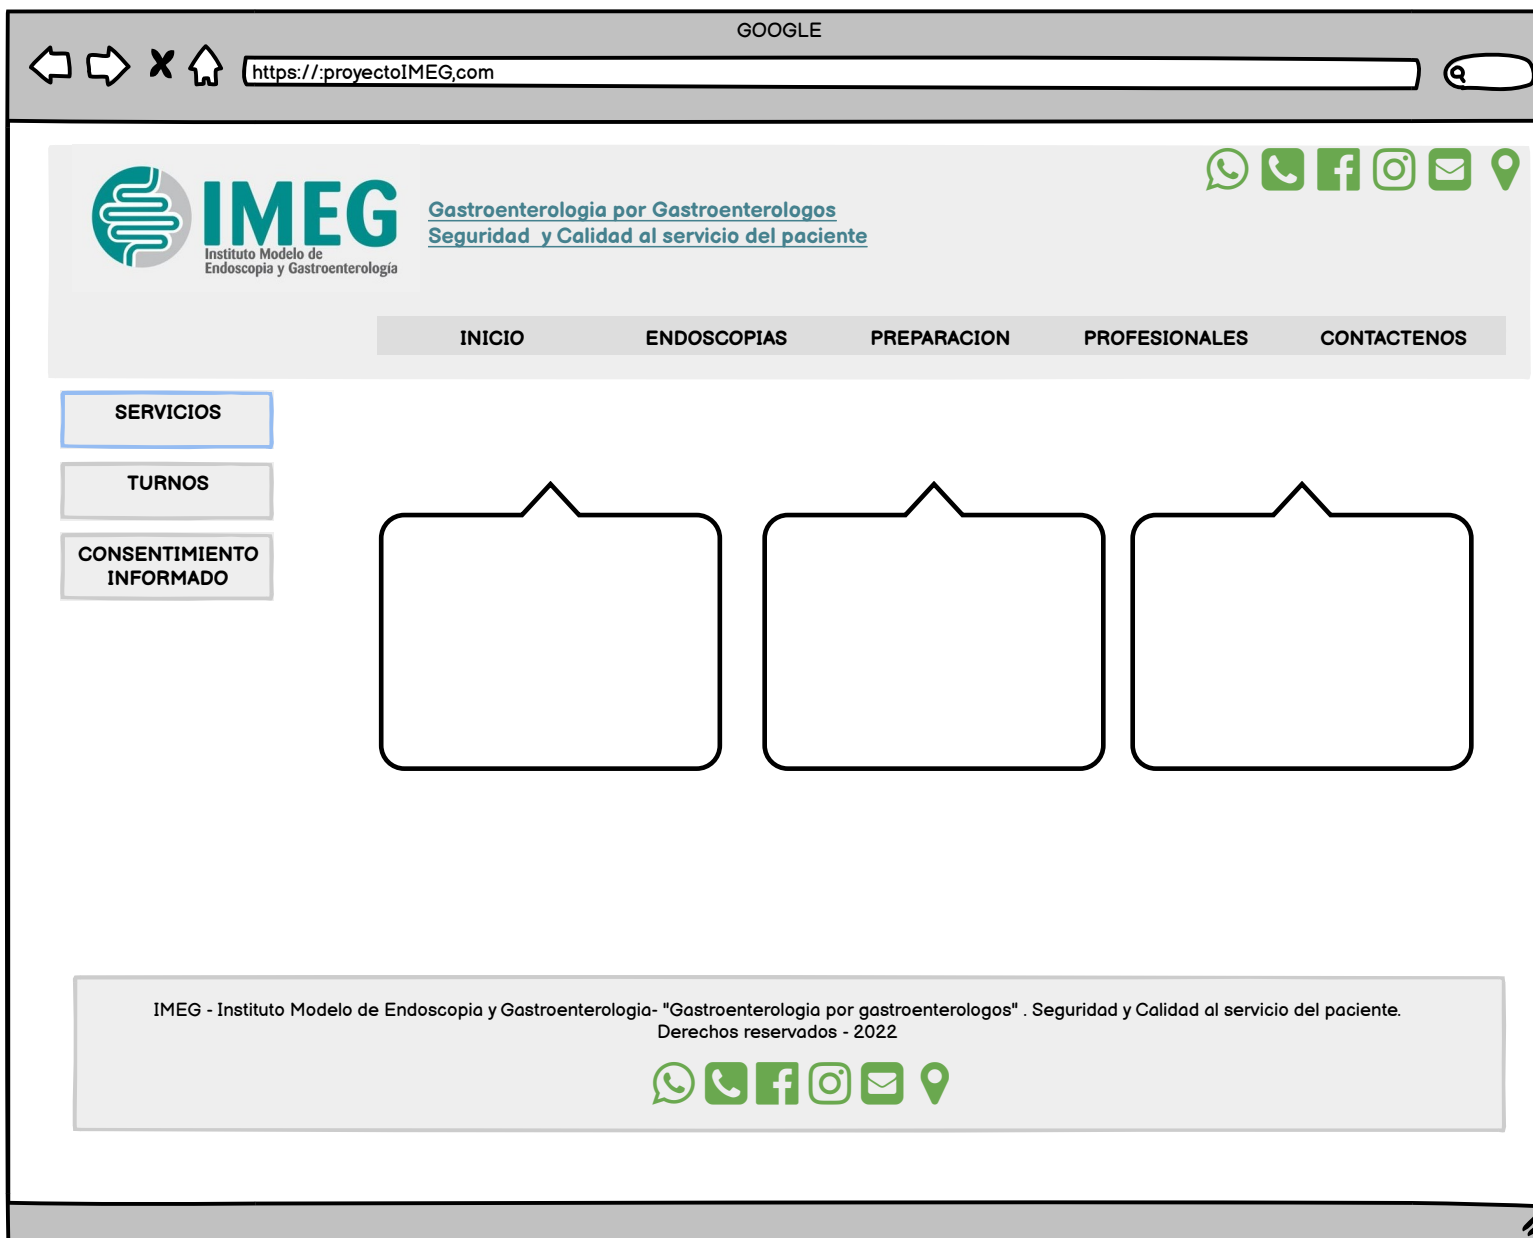 GOOGLE
https://:proyectoIMEG,com
IMEG
Instituto Modelo de
Endoscopia y Gastroenterología
Gastroenterologia por Gastroenterologos
Seguridad  y Calidad al servicio del paciente
INICIO ENDOSCOPIAS PREPARACION PROFESIONALES CONTACTENOS
SERVICIOS
TURNOS
CONSENTIMIENTO
INFORMADO
IMEG - Instituto Modelo de Endoscopia y Gastroenterologia- "Gastroenterologia por gastroenterologos" . Seguridad y Calidad al servicio del paciente.
Derechos reservados - 2022